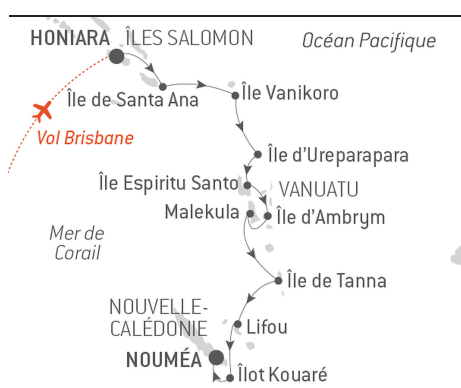 HONIARA ÎLES SALOMON
Océan Pacifique
Île de Santa Ana
Île Vanikoro
Vol Brisbane
Île d'Ureparapara
Île Espiritu Santo
VANUATU
Malekula
Île d'Ambrym
Mer de
Corail
Île de Tanna
NOUVELLE-
CALÉDONIE
Lifou
NOUMÉA
Îlot Kouaré